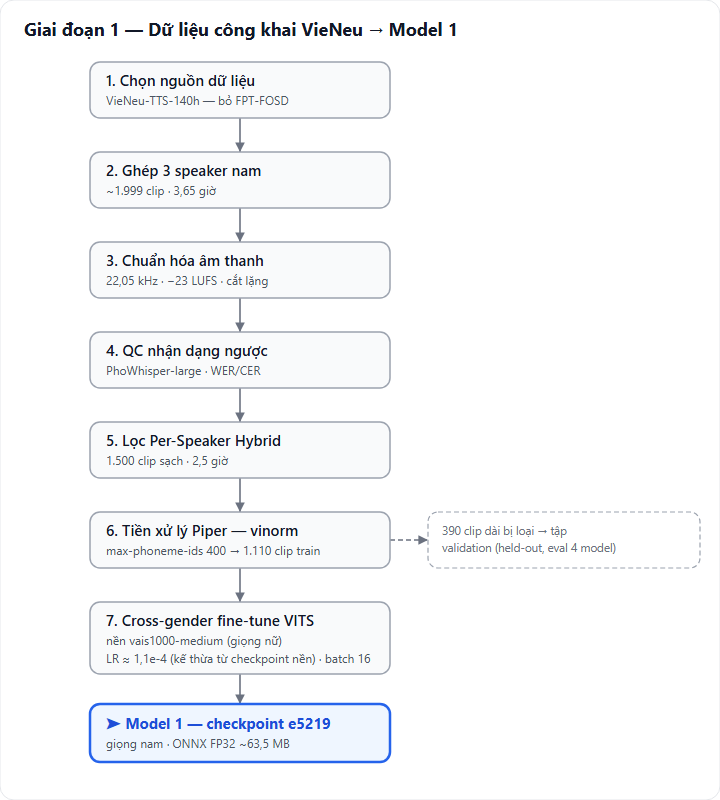 Giai đoạn 1 — Dữ liệu công khai VieNeu → Model 1
1. Chọn nguồn dữ liệu
VieNeu-TTS-140h — bỏ FPT-FOSD
2. Ghép 3 speaker nam
~1.999 clip · 3,65 giờ
3. Chuẩn hóa âm thanh
22,05 kHz · −23 LUFS · cắt lặng
4. QC nhận dạng ngược
PhoWhisper-large · WER/CER
5. Lọc Per-Speaker Hybrid
1.500 clip sạch · 2,5 giờ
6. Tiền xử lý Piper — vinorm
max-phoneme-ids 400 → 1.110 clip train
390 clip dài bị loại → tập
validation (held-out, eval 4 model)
7. Cross-gender fine-tune VITS
nền vais1000-medium (giọng nữ)
LR ≈ 1,1e-4 (kế thừa từ checkpoint nền) · batch 16
➤ Model 1 — checkpoint e5219
giọng nam · ONNX FP32 ~63,5 MB